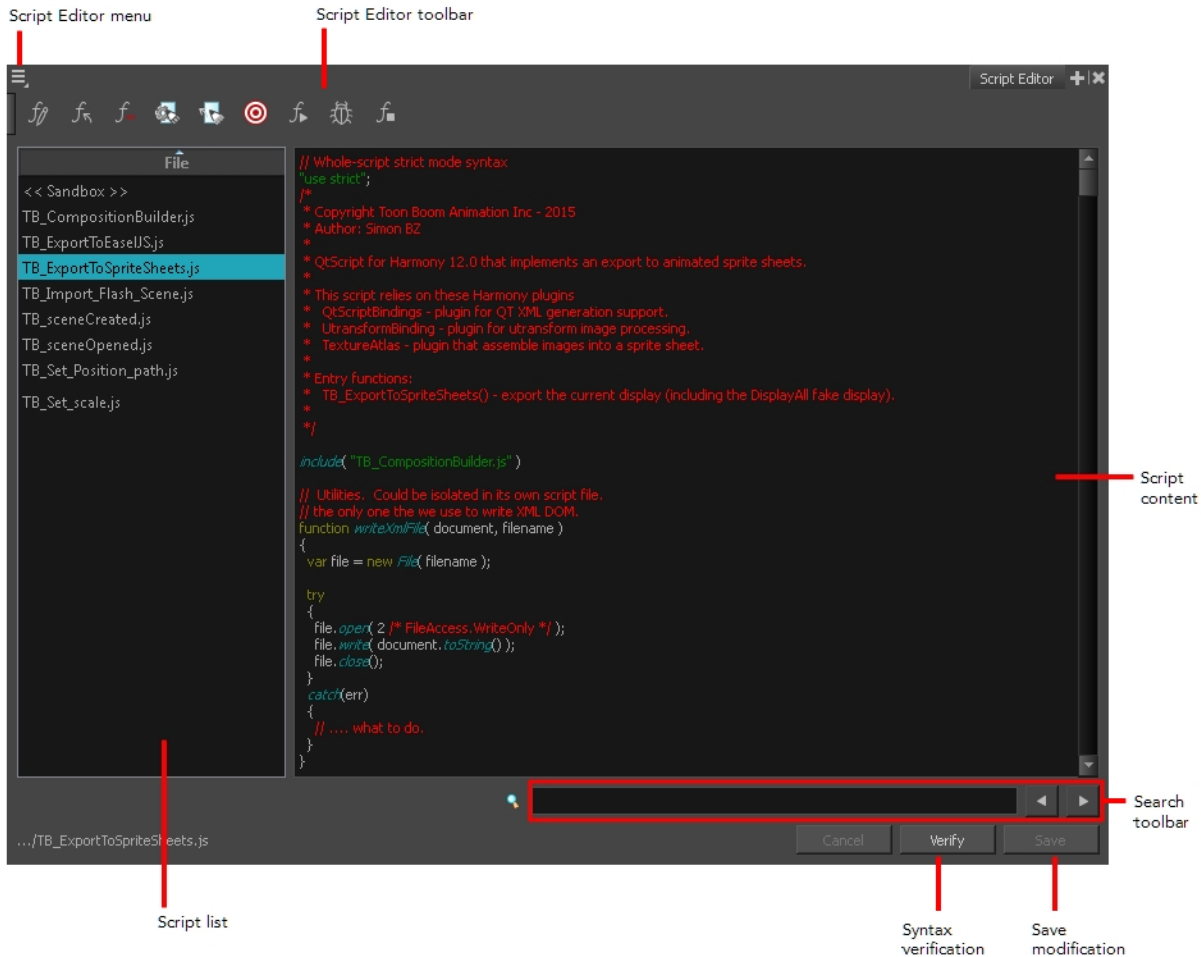 Script Editor menu
Script Editor toolbar
Script Editor
File
<< Sandbox >>
TB_CompositionBuilder.js
TB_ExportToEaselJS.js
TB_ExportToSpriteSheets.js
TB_Import_Flash_Scene.js
TB_sceneCreated.js
TB_sceneOpened.js
TB_Set_Position_path.js
TB_Set_scale.js
// Whole-script strict mode syntax
"use strict";
/*
* Copyright Toon Boom Animation Inc - 2015
* Author: Simon BZ
*
* QtScript for Harmony 12.0 that implements an export to animated sprite sheets.
*
* This script relies on these Harmony plugins
*  QtScriptBindings - plugin for QT XML generation support.
*  UtransformBinding - plugin for utransform image processing.
*  TextureAtlas - plugin that assemble images into a sprite sheet.
*
* Entry functions:
*  TB_ExportToSpriteSheets() - export the current display (including the DisplayAll fake display).
*
*/
include( "TB_CompositionBuilder.js" )
//  Utilities.  Could be isolated in its own script file.
// the only one the we use to write XML DOM.
function writeXmlFile( document, filename )
{
var file = new File( filename );
try
{
file.open( 2 /* FileAccess.WriteOnly */ );
file.write( document.toString() );
file.close();
}
catch(err)
{
// .... what to do.
}
}
Script
content
Search
toolbar
.../TB_ExportToSpriteSheets.js
Cancel
Verify
Save
Script list
Syntax
verification
Save
modification